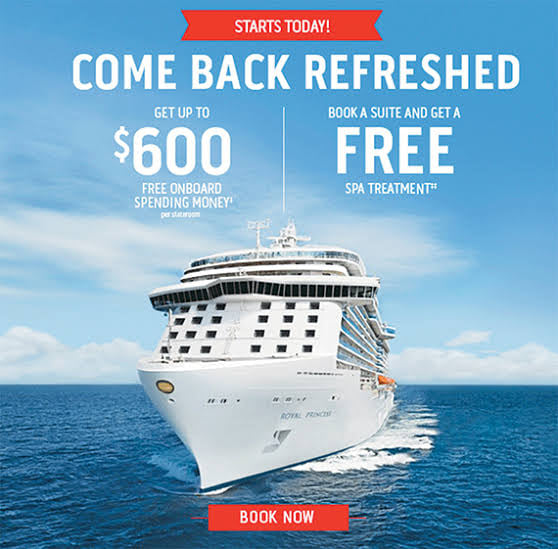 STARTS TODAY!
COME BACK REFRESHED
GET UP TO
$600
FREE ONBOARD
SPENDING MONEY‡
per stateroom
BOOK A SUITE AND GET A
FREE
SPA TREATMENT‡‡
ROYAL PRINCESS
BOOK NOW